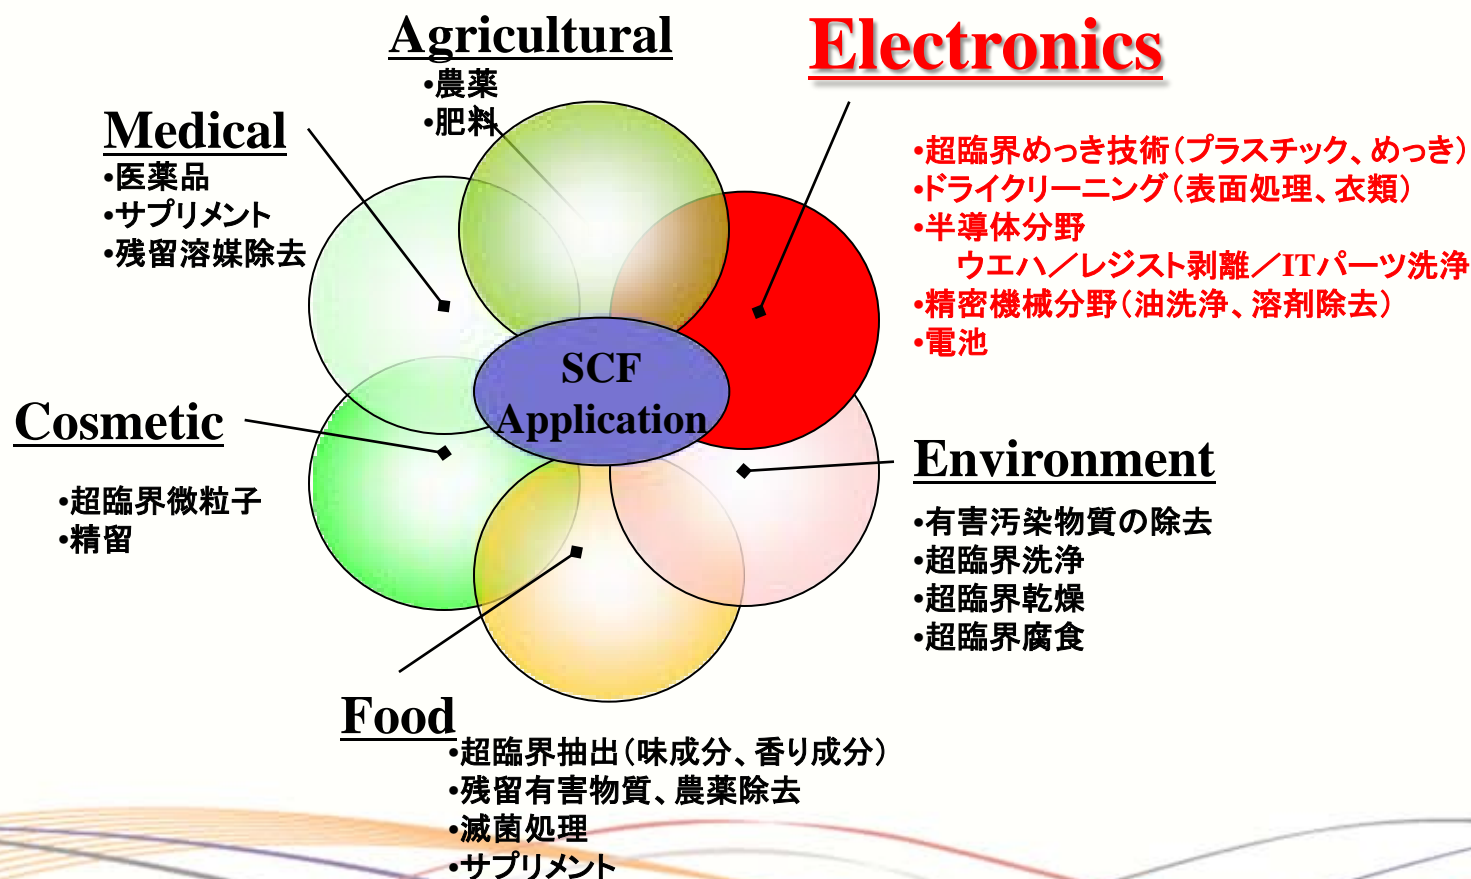 Agricultural
•農薬
•肥料
Electronics
•超臨界めっき技術（プラスチック、めっき）
•ドライクリーニング（表面処理、衣類）
•半導体分野
ウエハ／レジスト剥離／ITパーツ洗浄
•精密機械分野（油洗浄、溶剤除去）
•電池
Medical
•医薬品
•サプリメント
•残留溶媒除去
SCF
Application
Cosmetic
•超臨界微粒子
•精留
Environment
•有害汚染物質の除去
•超臨界洗浄
•超臨界乾燥
•超臨界腐食
Food
•超臨界抽出（味成分、香り成分）
•残留有害物質、農薬除去
•滅菌処理
•サプリメント